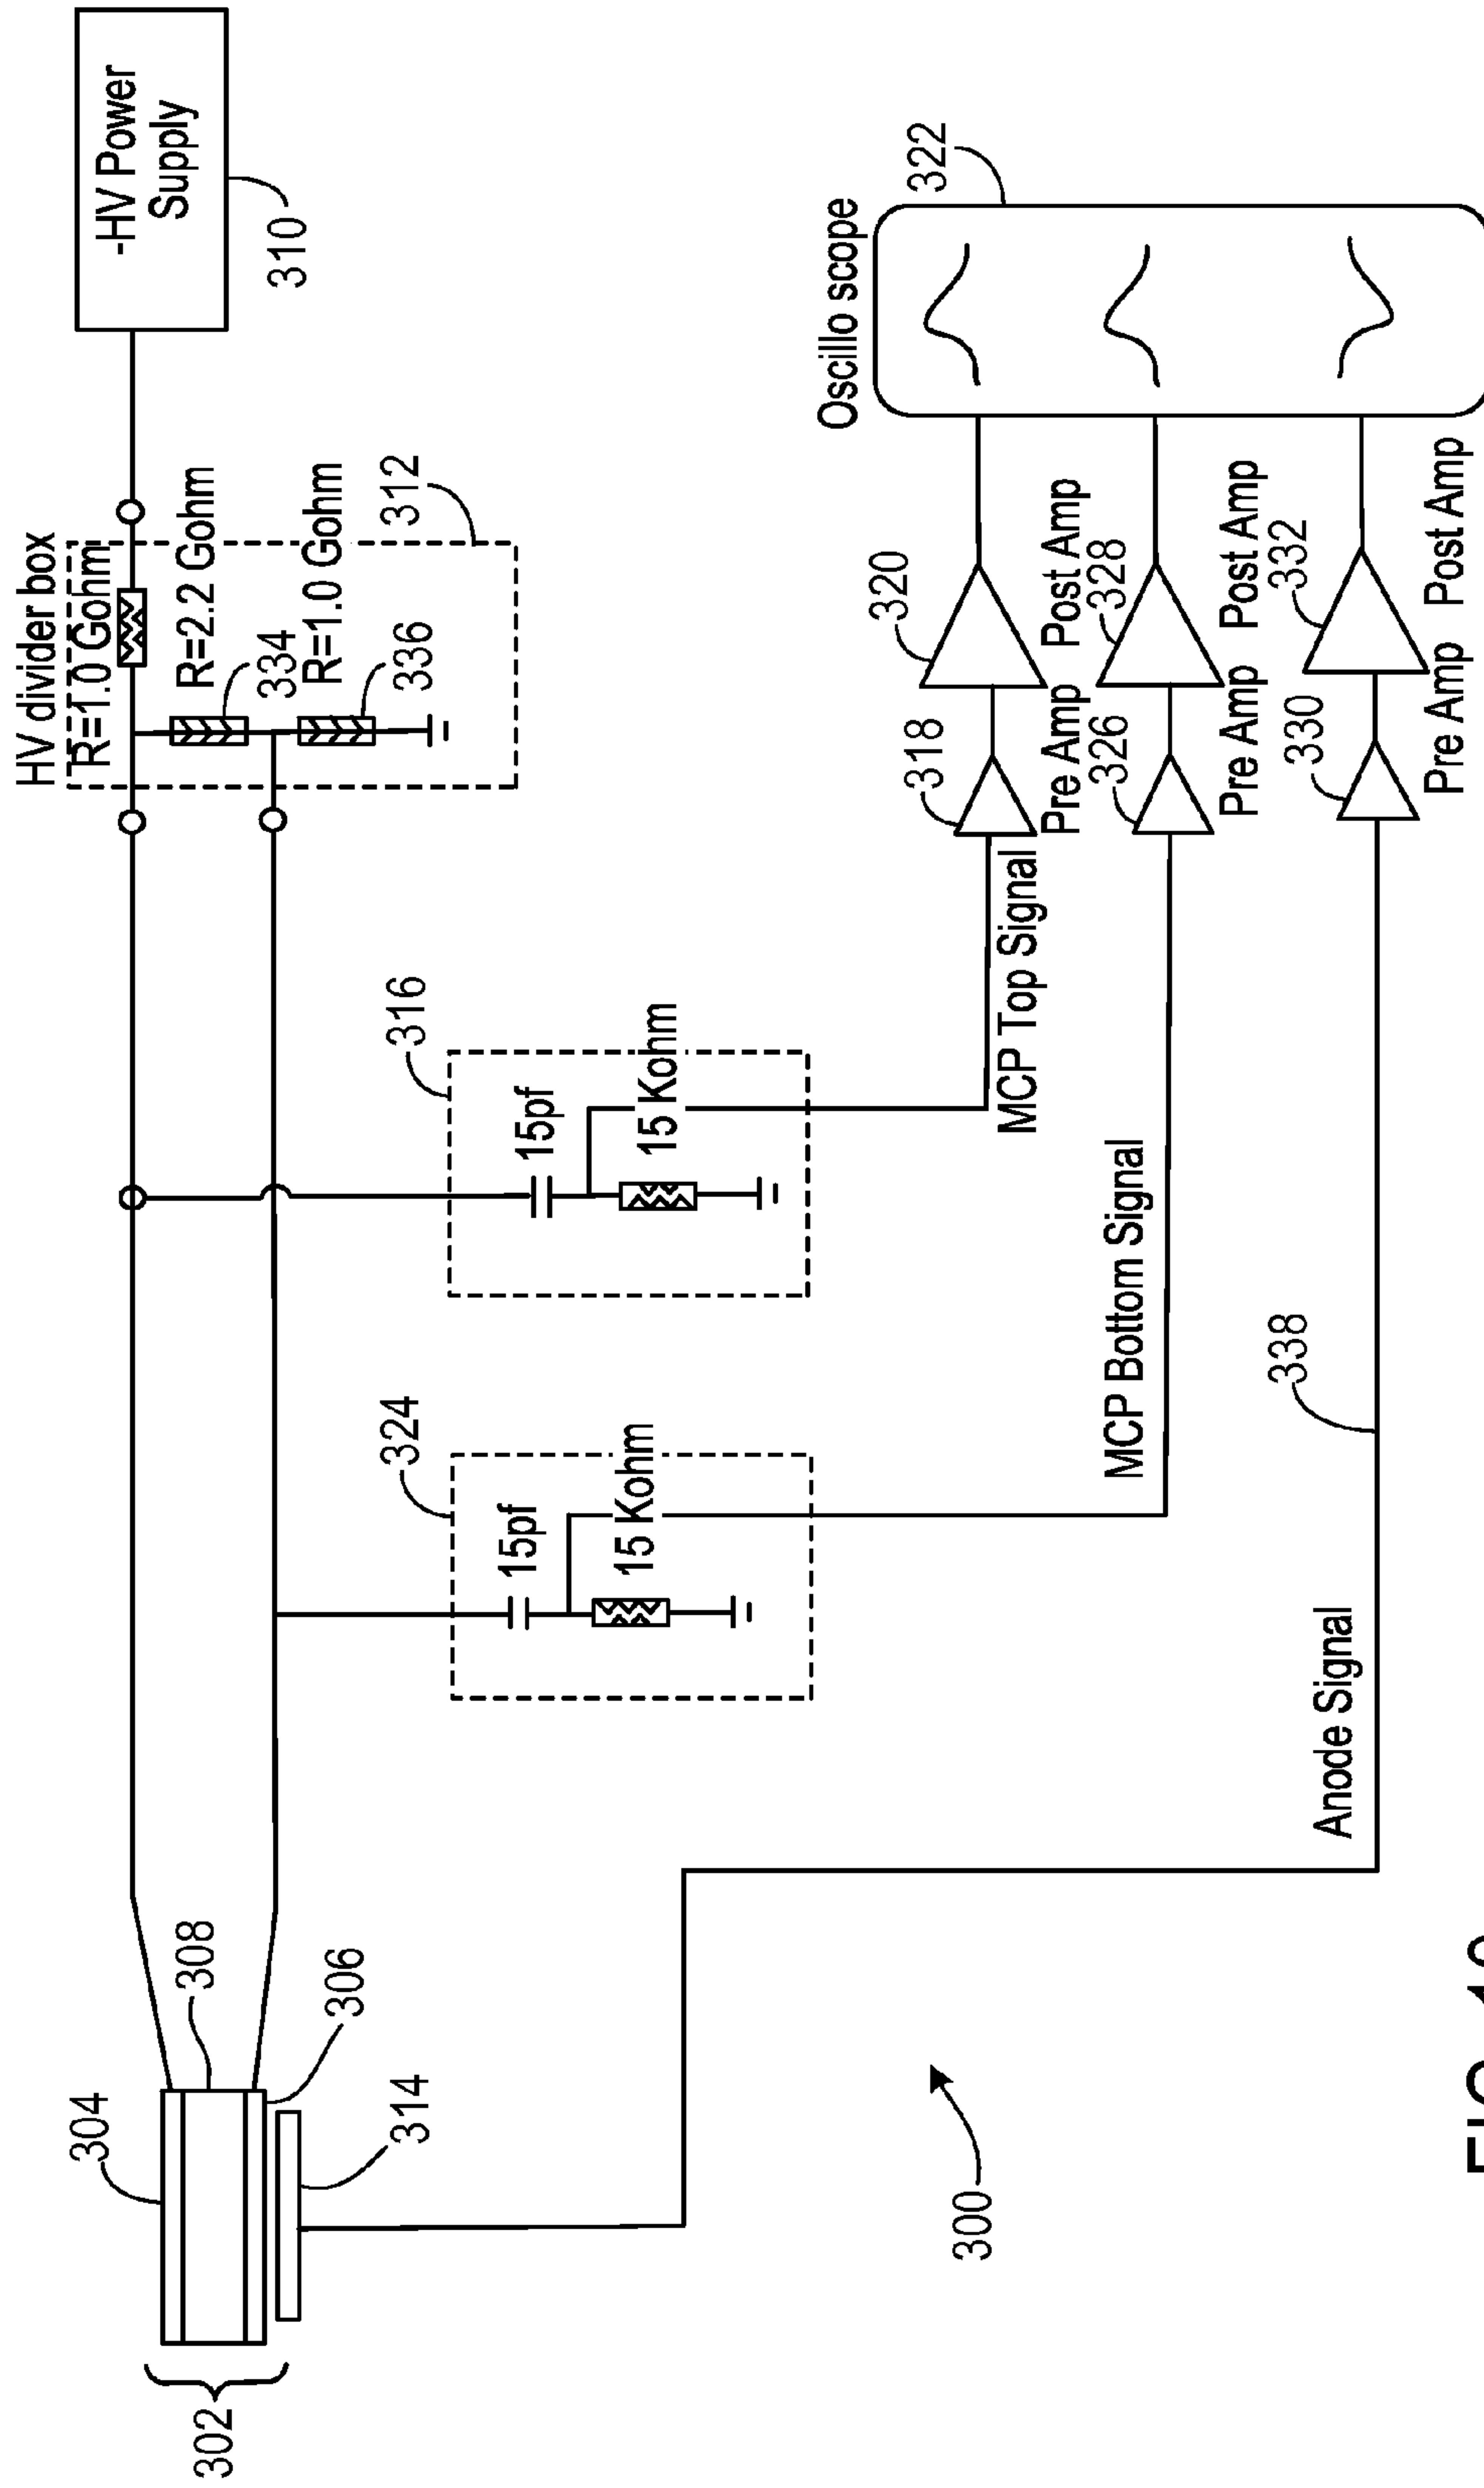 302
304
308
306
314
300
HV divider box
R=1.0 Gohm
R=2.2 Gohm
334
R=1.0 Gohm
336
312
-HV Power
Supply
310
324
15pf
15 Kohm
316
15pf
15 Kohm
MCP Top Signal
MCP Bottom Signal
Anode Signal
338
318
Pre Amp
320
Post Amp
326
Pre Amp
328
Post Amp
330
Pre Amp
332
Post Amp
Oscillo scope
322